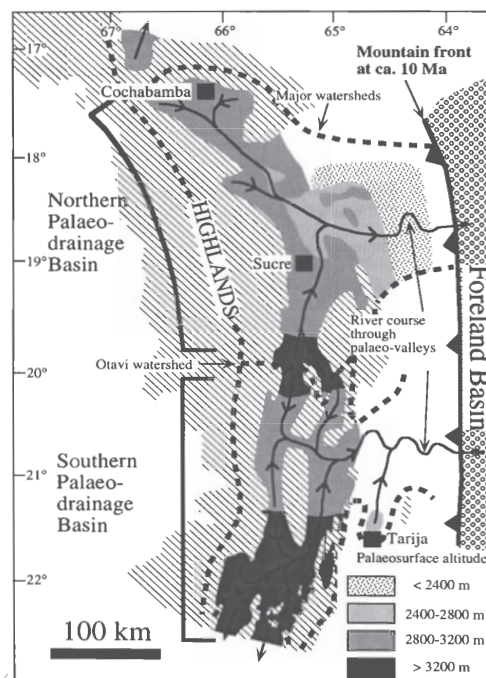 66° 65° 64°
17°
Mountain front
at ca. 10 Ma
Cochabamba
Major watersheds
18°
Northern
Palaeo-
drainage
Basin
HIGHLANDS
19°
Sucre
Foreland Basin
River course
through
palaeo-valleys
Otavi watershed
20°
21°
Southern
Palaeo-
drainage
Basin
Tarija
Palaeosurface altitude
22°
< 2400 m
2400-2800 m
2800-3200 m
> 3200 m
100 km